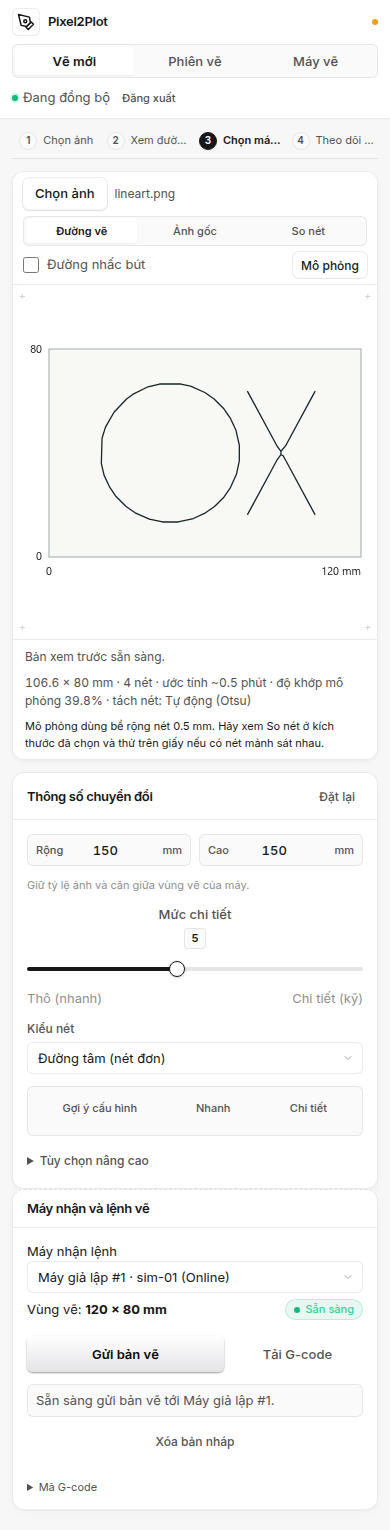 Pixel2Plot
Vẽ mới Phiên vẽ Máy vẽ
Đang đồng bộ Đăng xuất
1 Chọn ảnh 2 Xem đườ... 3 Chọn má... 4 Theo dõi ...
Chọn ảnh lineart.png
Đường vẽ Ảnh gốc So nét
Đường nhấc bút Mô phỏng
80
0
0 120 mm
Bản xem trước sẵn sàng.
106.6 × 80 mm · 4 nét · ước tính ~0.5 phút · độ khớp mô
phỏng 39.8% · tách nét: Tự động (Otsu)
Mô phỏng dùng bề rộng nét 0.5 mm. Hãy xem So nét ở kích
thước đã chọn và thử trên giấy nếu có nét mảnh sát nhau.
Thông số chuyển đổi Đặt lại
Rộng 150 mm Cao 150 mm
Giữ tỷ lệ ảnh và căn giữa vùng vẽ của máy.
Mức chi tiết
5
Thô (nhanh) Chi tiết (kỹ)
Kiểu nét
Đường tâm (nét đơn)
Gợi ý cấu hình Nhanh Chi tiết
Tùy chọn nâng cao
Máy nhận và lệnh vẽ
Máy nhận lệnh
Máy giả lập #1 · sim-01 (Online)
Vùng vẽ: 120 × 80 mm Sẵn sàng
Gửi bản vẽ Tải G-code
Sẵn sàng gửi bản vẽ tới Máy giả lập #1.
Xóa bản nháp
Mã G-code